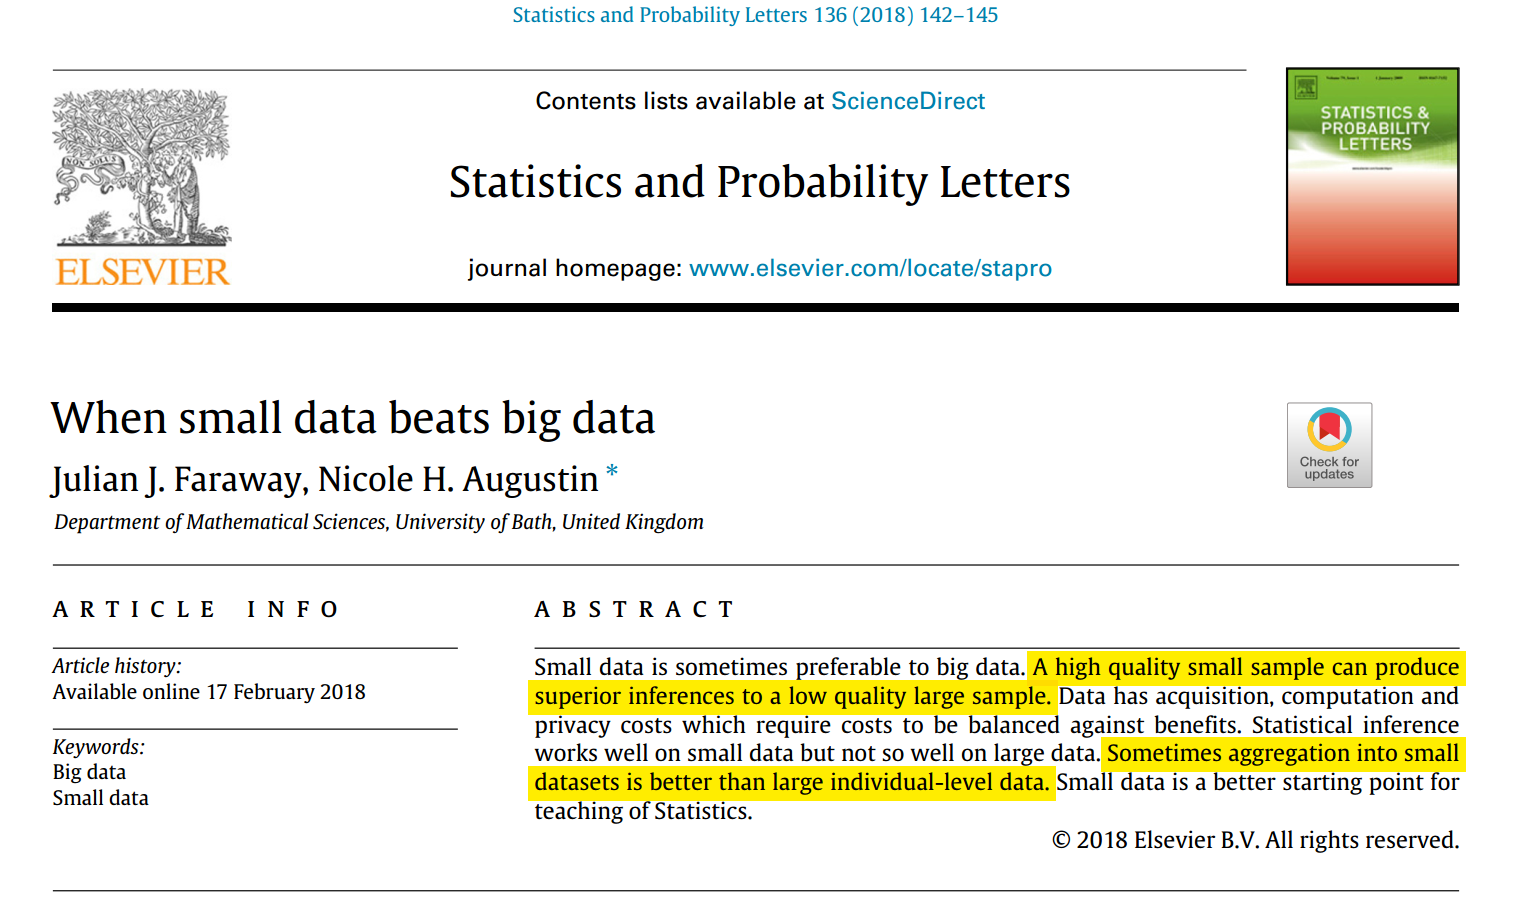 Statistics and Probability Letters 136 (2018) 142–145
Contents lists available at ScienceDirect
Statistics and Probability Letters
journal homepage: www.elsevier.com/locate/stapro
NON SOLUS
ELSEVIER
STATISTICS &
PROBABILITY
LETTERS
When small data beats big data
Julian J. Faraway, Nicole H. Augustin *
Department of Mathematical Sciences, University of Bath, United Kingdom
Check for
updates
ARTICLE INFO
Article history:
Available online 17 February 2018
Keywords:
Big data
Small data
ABSTRACT
Small data is sometimes preferable to big data. A high quality small sample can produce
superior inferences to a low quality large sample. Data has acquisition, computation and
privacy costs which require costs to be balanced against benefits. Statistical inference
works well on small data but not so well on large data. Sometimes aggregation into small
datasets is better than large individual-level data. Small data is a better starting point for
teaching of Statistics.
© 2018 Elsevier B.V. All rights reserved.